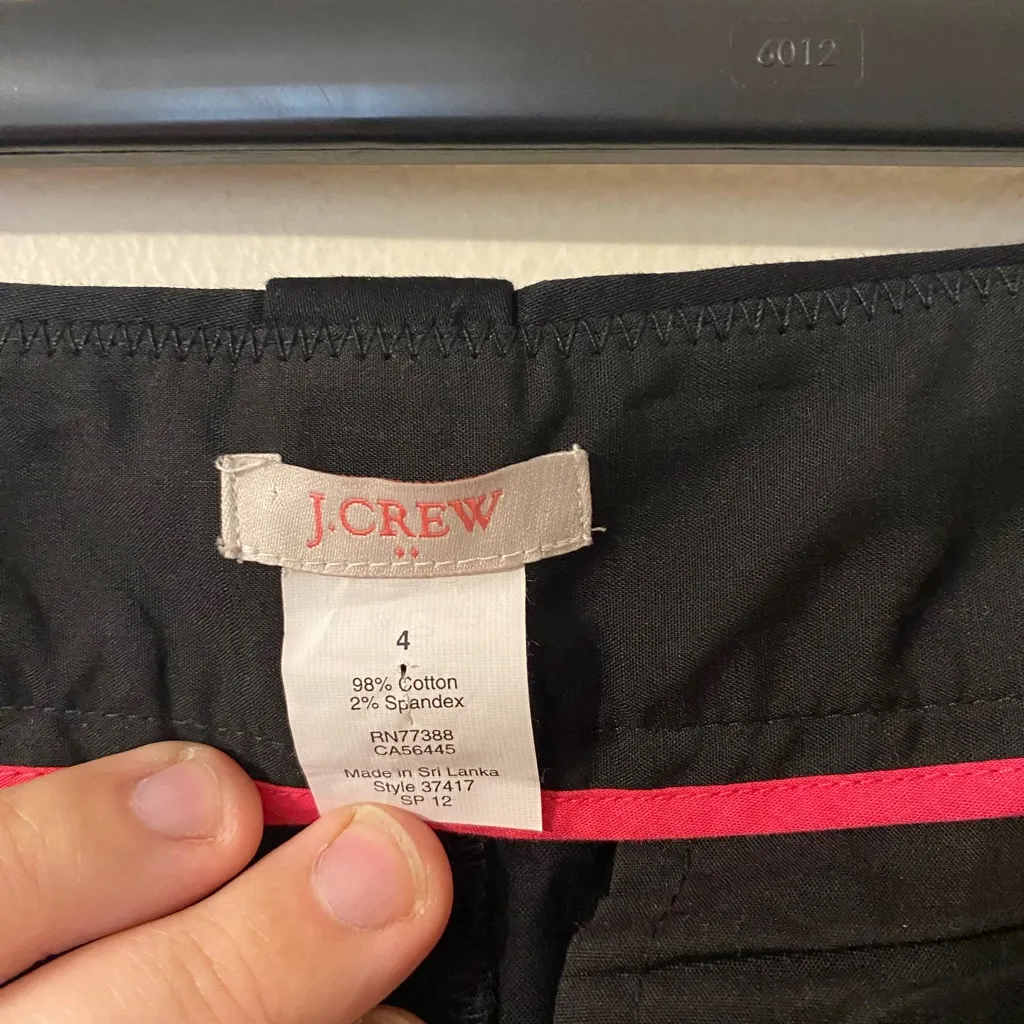 6012
J.CREW
4
98% Cotton
2% Spandex
RN77388
CA56445
Made in Sri Lanka
Style 37417
SP 12